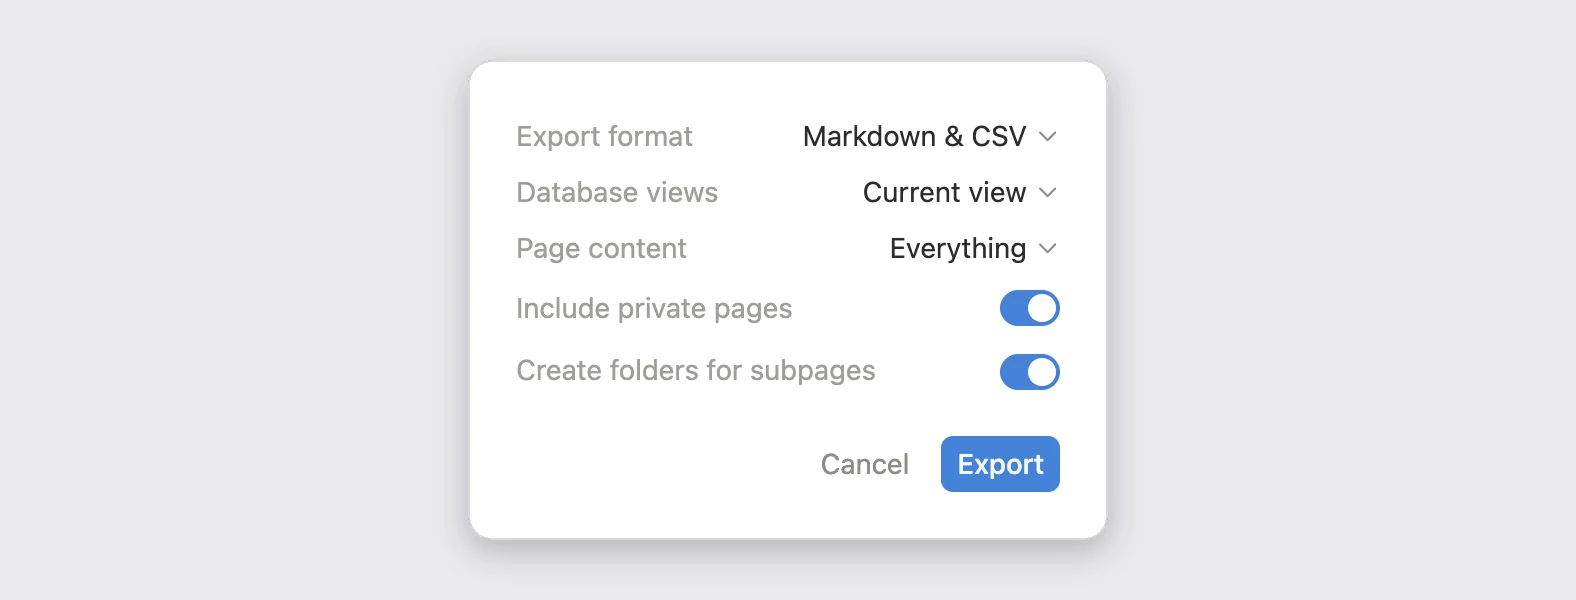 Export format Markdown & CSV
Database views Current view
Page content Everything
Include private pages
Create folders for subpages
Cancel Export